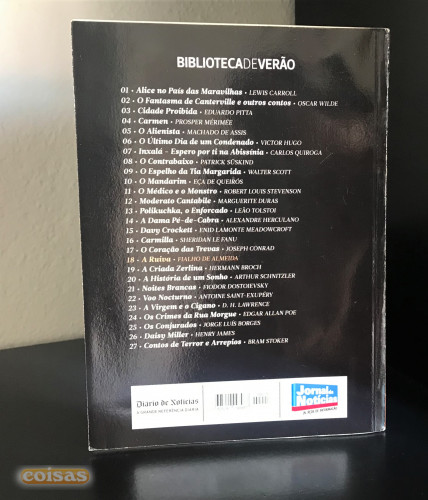 BIBLIOTECADEVERÃO
01 • Alice no País das Maravilhas • LEWIS CARROLL
02 • O Fantasma de Canterville e outros contos • OSCAR WILDE
03 • Cidade Proibida • EDUARDO PITTA
04 • Carmen • PROSPER MÉRIMÉE
05 • O Alienista • MACHADO DE ASSIS
06 • O Último Dia de um Condenado • VICTOR HUGO
07 • Inxalá - Espero por ti na Abissínia • CARLOS QUIROGA
08 • O Contrabaixo • PATRICK SÜSKIND
09 • O Espelho da Tia Margarida • WALTER SCOTT
10 • O Mandarim • EÇA DE QUEIRÓS
11 • O Médico e o Monstro • ROBERT LOUIS STEVENSON
12 • Moderato Cantabile • MARGUERITE DURAS
13 • Polikuchka, o Enforcado • LEÃO TOLSTOI
14 • A Dama Pé-de-Cabra • ALEXANDRE HERCULANO
15 • Davy Crockett • ENID LAMONTE MEADOWCROFT
16 • Carmilla • SHERIDAN LE FANU
17 • O Coração das Trevas • JOSEPH CONRAD
18 • A Ruiva • FIALHO DE ALMEIDA
19 • A Criada Zerlina • HERMANN BROCH
20 • A História de um Sonho • ARTHUR SCHNITZLER
21 • Noites Brancas • FIODOR DOSTOIEVSKY
22 • Voo Nocturno • ANTOINE SAINT-EXUPÉRY
23 • A Virgem e o Cigano • D. H. LAWRENCE
24 • Os Crimes da Rua Morgue • EDGAR ALLAN POE
25 • Os Conjurados • JORGE LUÍS BORGES
26 • Daisy Miller • HENRY JAMES
27 • Contos de Terror e Arrepios • BRAM STOKER
Diario de Noticias
Jornal de
Notícias
coisas